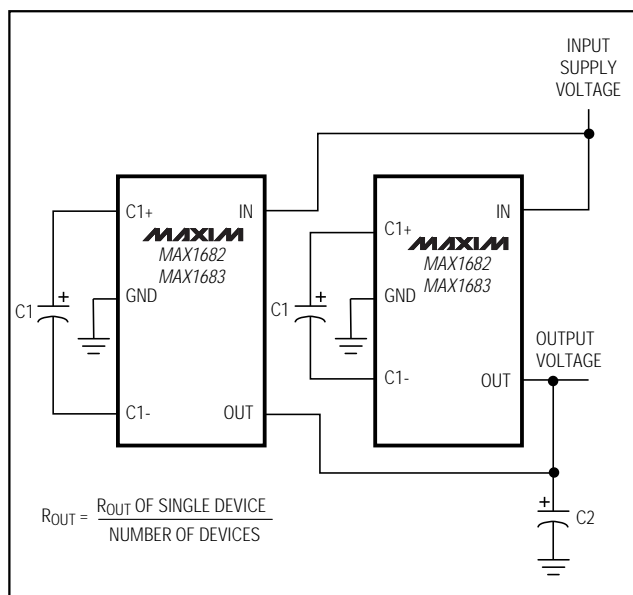 INPUT
SUPPLY
VOLTAGE
C1+
IN
MAXIM
MAX1682
MAX1683
GND
C1
+
C1-
OUT
C1+
IN
MAXIM
MAX1682
MAX1683
GND
C1
+
C1-
OUT
OUTPUT
VOLTAGE
+
C2
ROUT = ROUT OF SINGLE DEVICE
NUMBER OF DEVICES